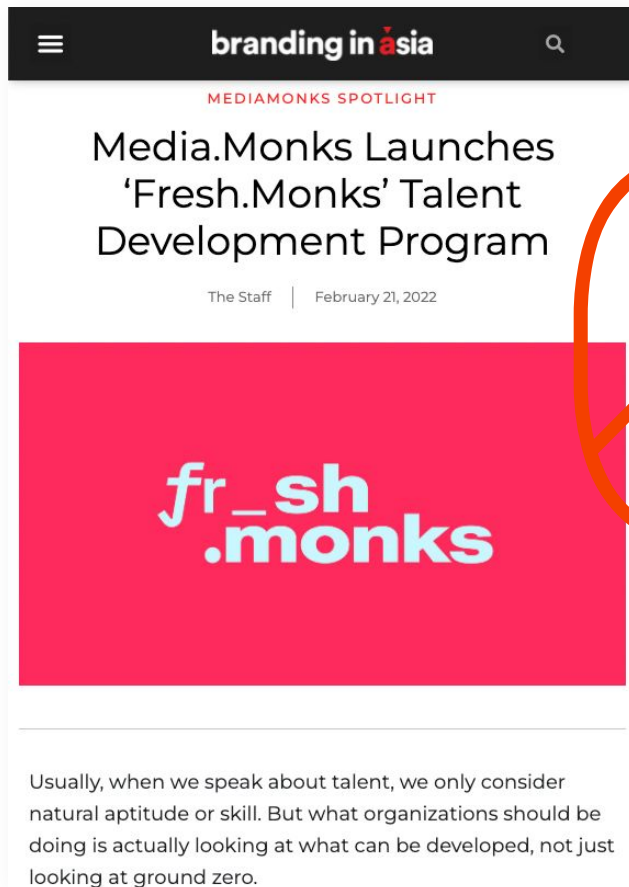 branding in asia
MEDIAMONKS SPOTLIGHT
Media.Monks Launches
‘Fresh.Monks’ Talent
Development Program
The Staff | February 21, 2022
fr_sh
.monks
Usually, when we speak about talent, we only consider
natural aptitude or skill. But what organizations should be
doing is actually looking at what can be developed, not just
looking at ground zero.